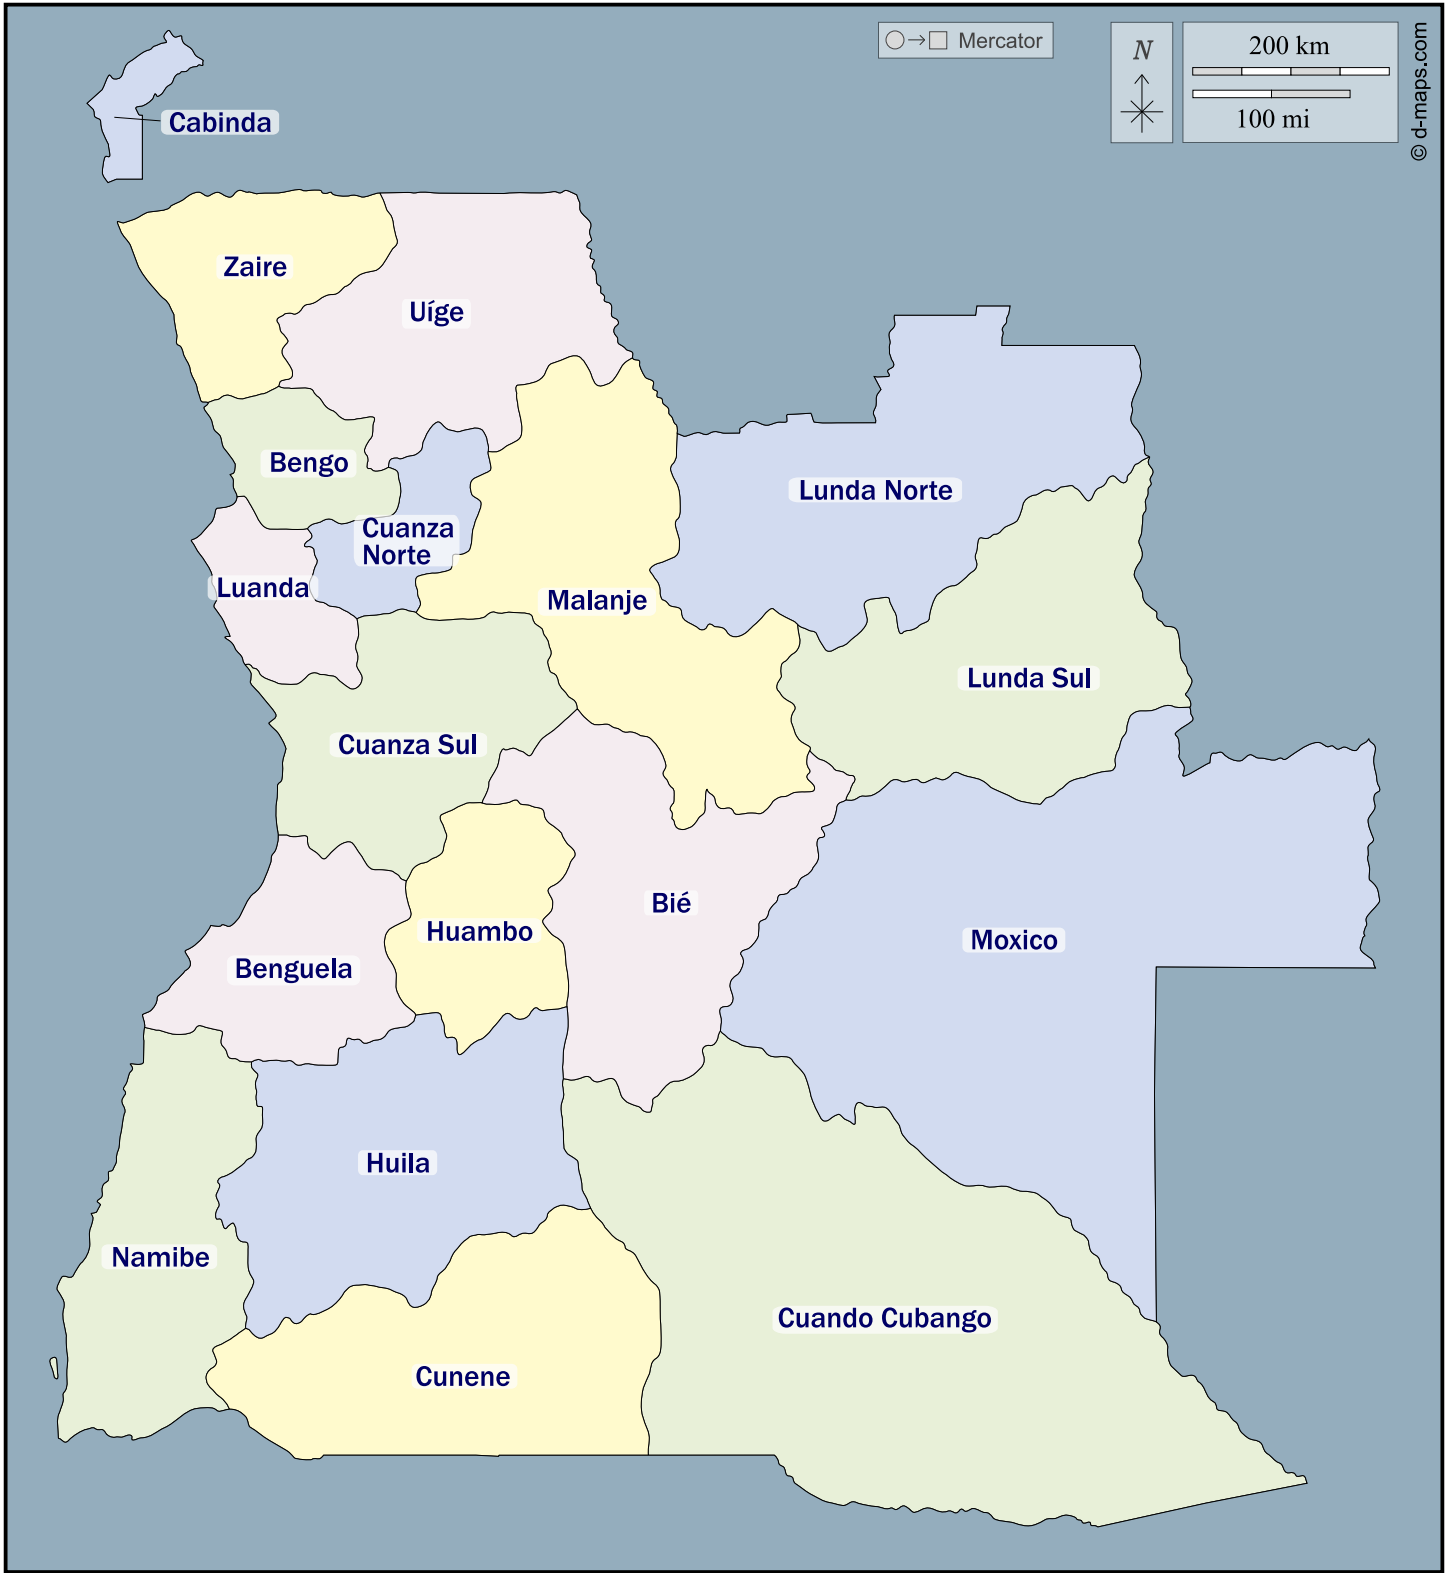 Mercator
N
200 km
100 mi
© d-maps.com
Cabinda
Zaire
Uíge
Bengo
Lunda Norte
Cuanza
Norte
Luanda
Malanje
Lunda Sul
Cuanza Sul
Bié
Huambo
Moxico
Benguela
Huila
Namibe
Cuando Cubango
Cunene